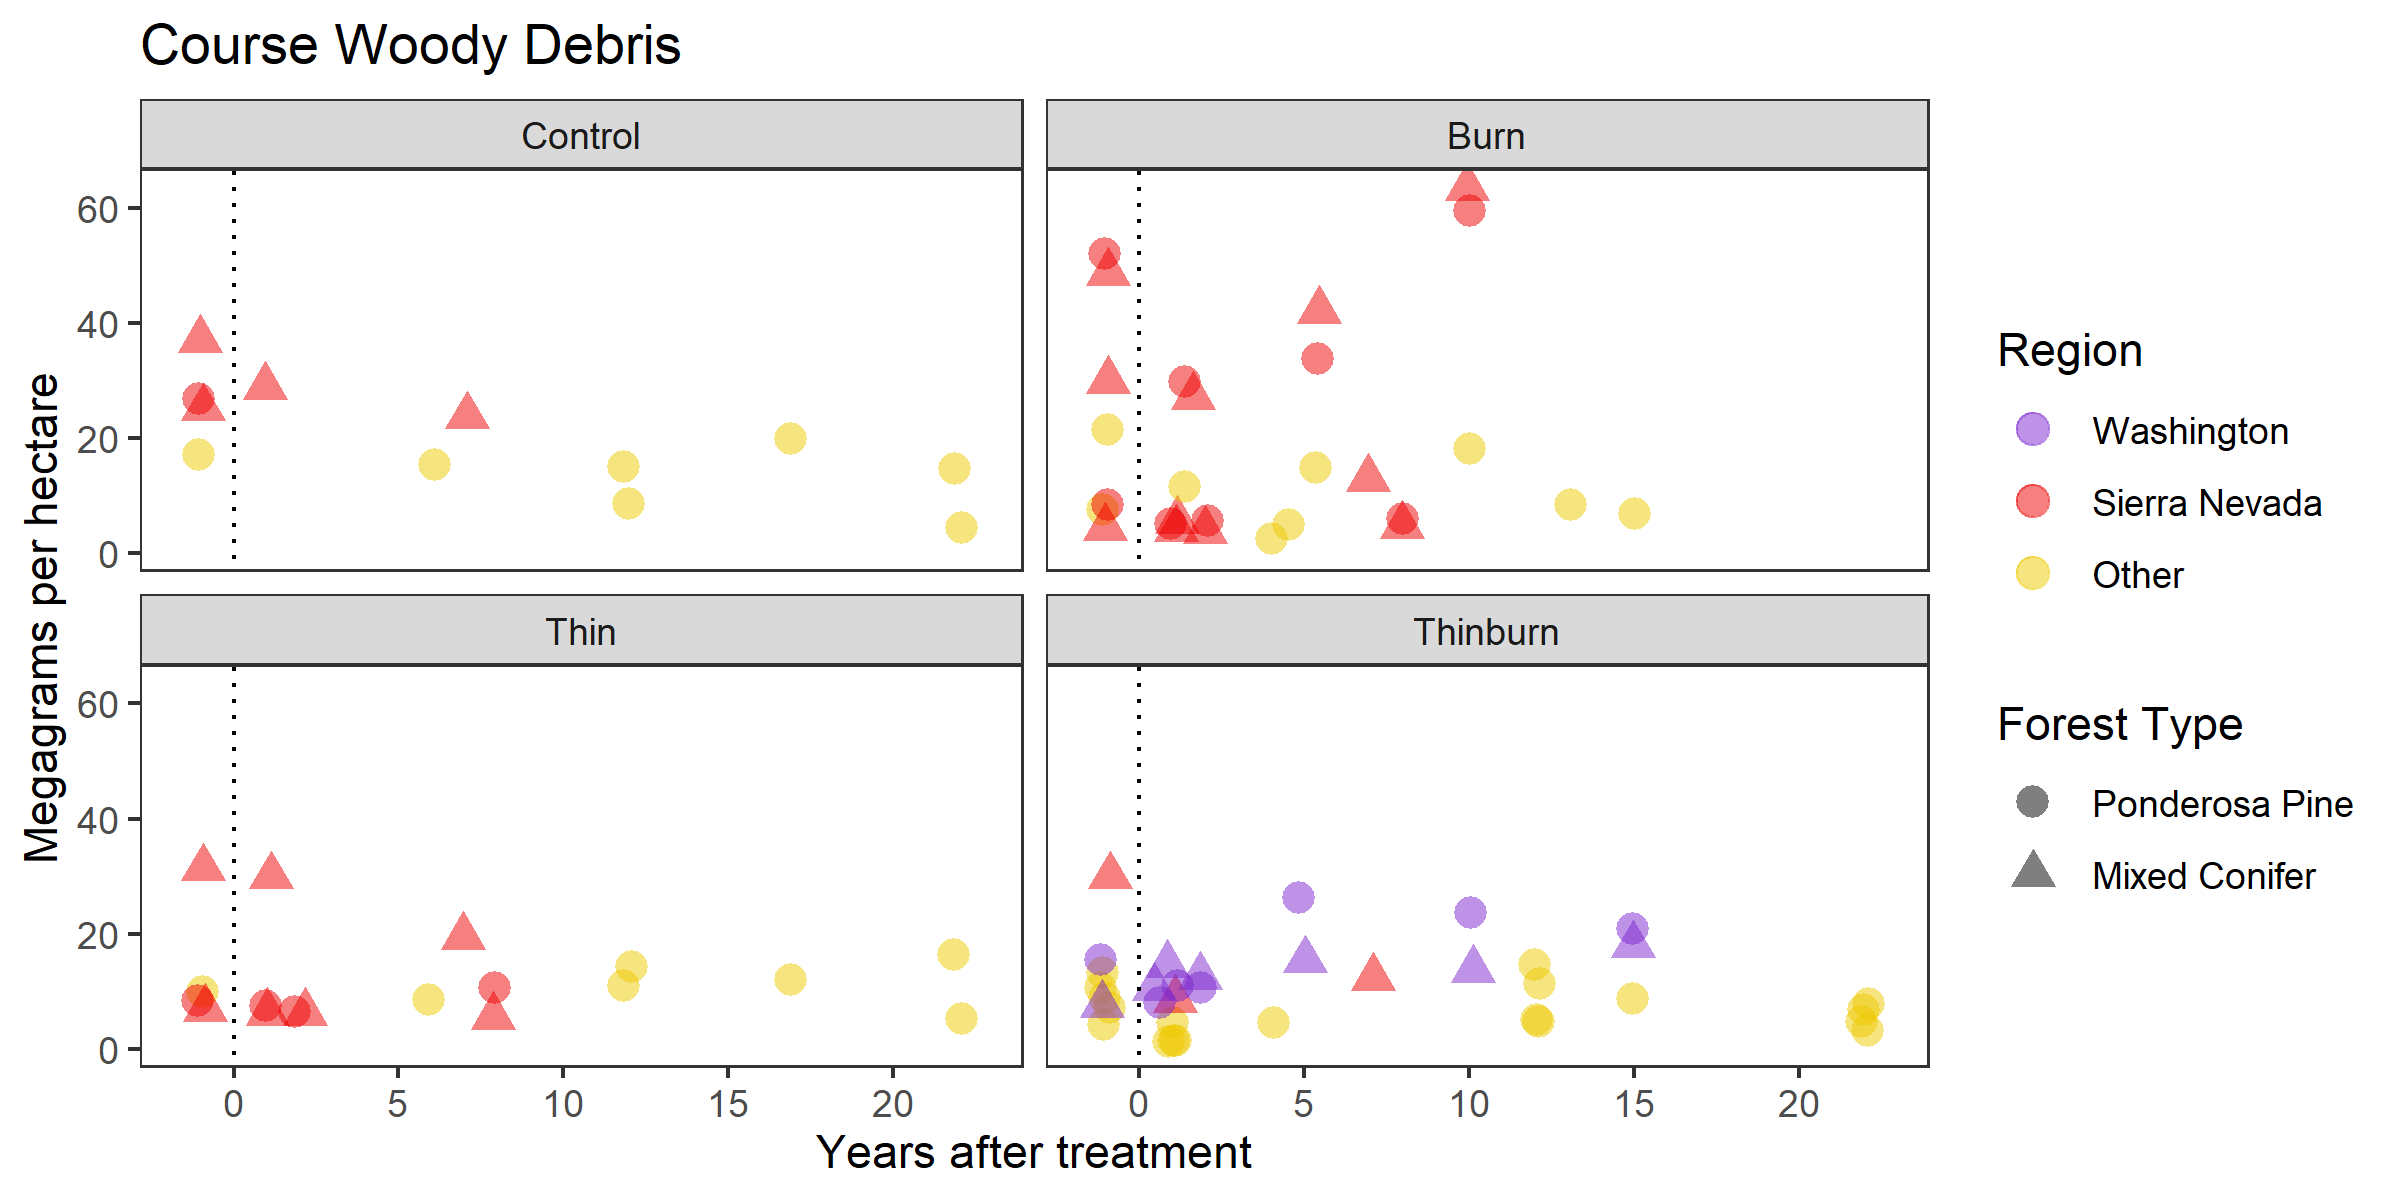 Course Woody Debris
Control
Burn
60
40
20
0
Thin
Thinburn
60
40
20
0
0 5 10 15 20
0 5 10 15 20
Years after treatment
Megagrams per hectare
Region
Washington
Sierra Nevada
Other
Forest Type
Ponderosa Pine
Mixed Conifer